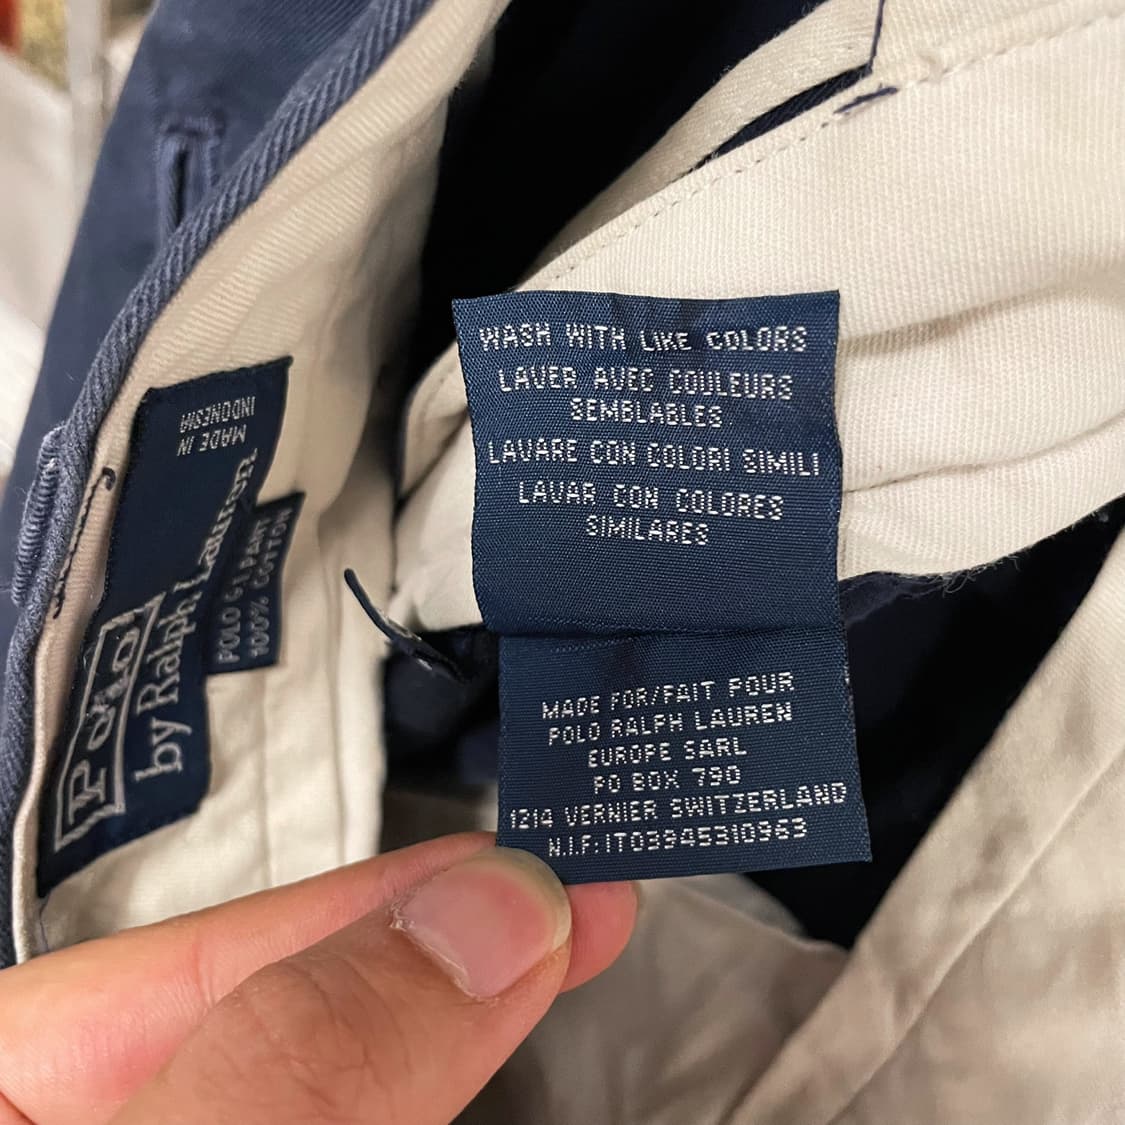 WASH WITH LIKE COLORS
LAVER AVEC COULEURS
SEMBLABLES.
LAVARE CON COLORI SIMILI
LAVAR CON COLORES
SIMILARES
MADE FOR/FAIT POUR
POLO RALPH LAUREN
EUROPE SARL
PO BOX 790
1214 VERNIER SWITZERLAND
N.I.F: IT03945310963
Polo
by Ralph Lauren
MADE IN
INDONESIA
POLO GI PANT
100% COTTON